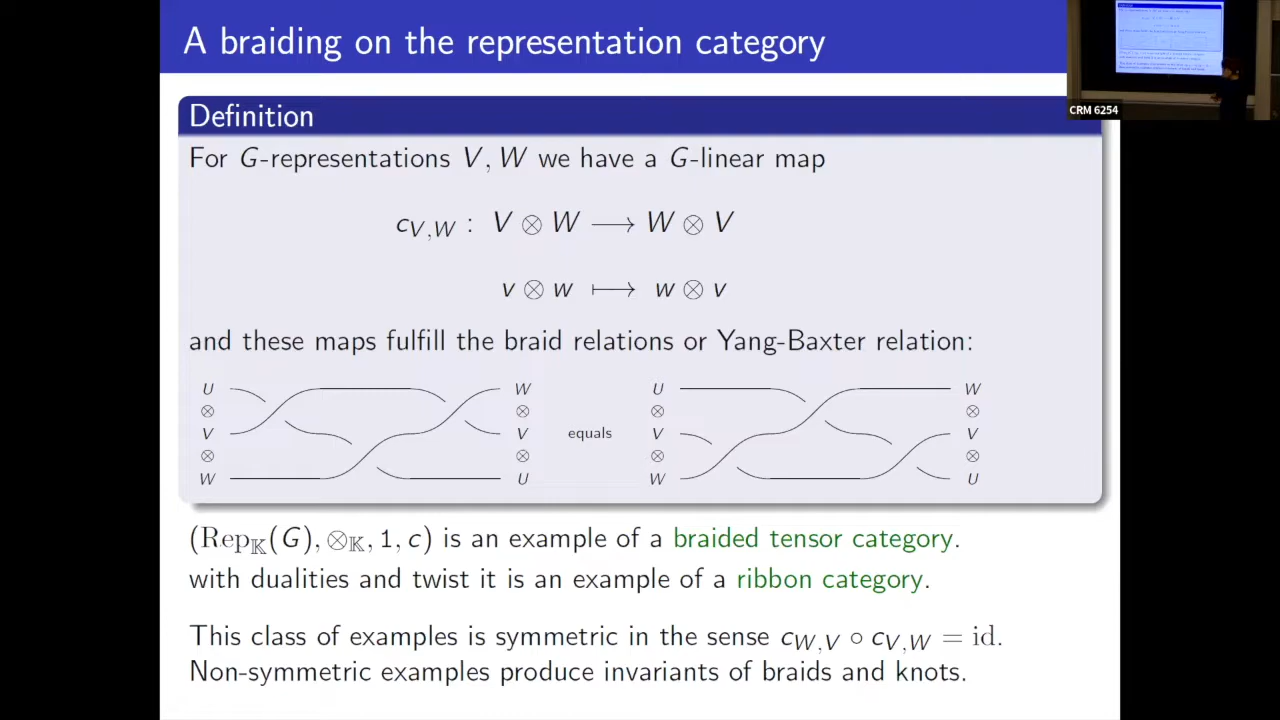 A braiding on the representation category
CRM 6254
Definition
For G-representations V, W we have a G-linear map
c_{V,W} : V ⊗ W ⟶ W ⊗ V
v ⊗ w ⟼ w ⊗ v
and these maps fulfill the braid relations or Yang-Baxter relation:
U W U W
⊗ ⊗ ⊗ ⊗
V V equals V V
⊗ ⊗ ⊗ ⊗
W U W U
(Rep_𝕂(G), ⊗_𝕂, 1, c) is an example of a braided tensor category.
with dualities and twist it is an example of a ribbon category.
This class of examples is symmetric in the sense c_{W,V} ∘ c_{V,W} = id.
Non-symmetric examples produce invariants of braids and knots.